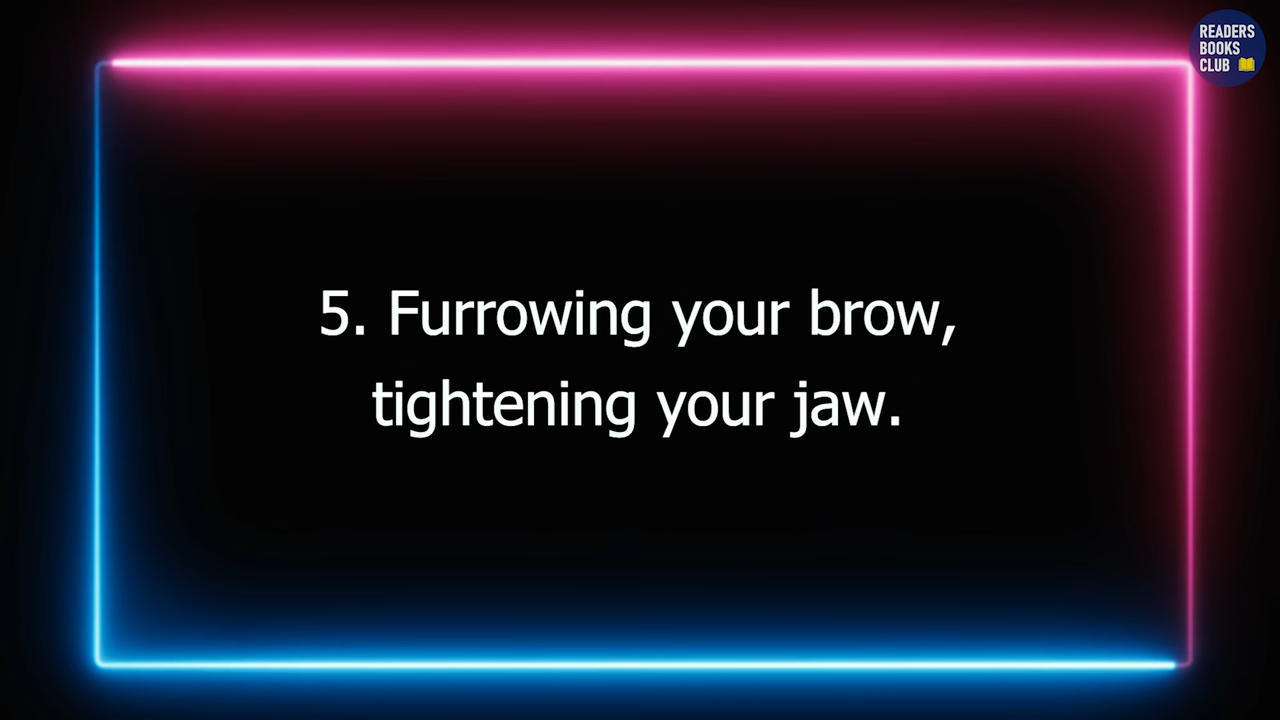 READERS
BOOKS
CLUB
5. Furrowing your brow,
tightening your jaw.